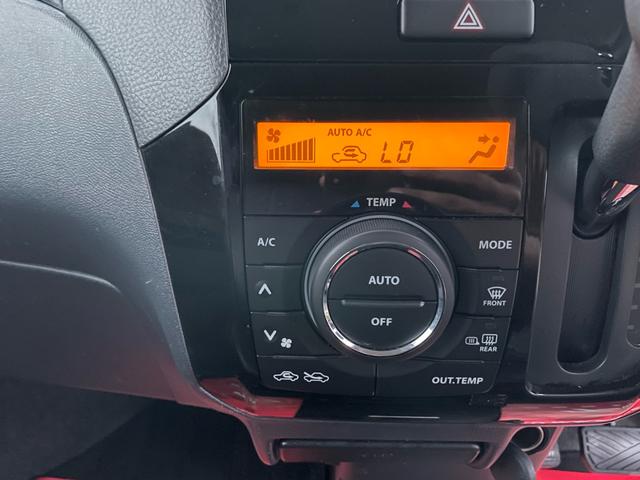 AUTO A/C
LO
TEMP
A/C
MODE
AUTO
OFF
FRONT
REAR
OUT.TEMP